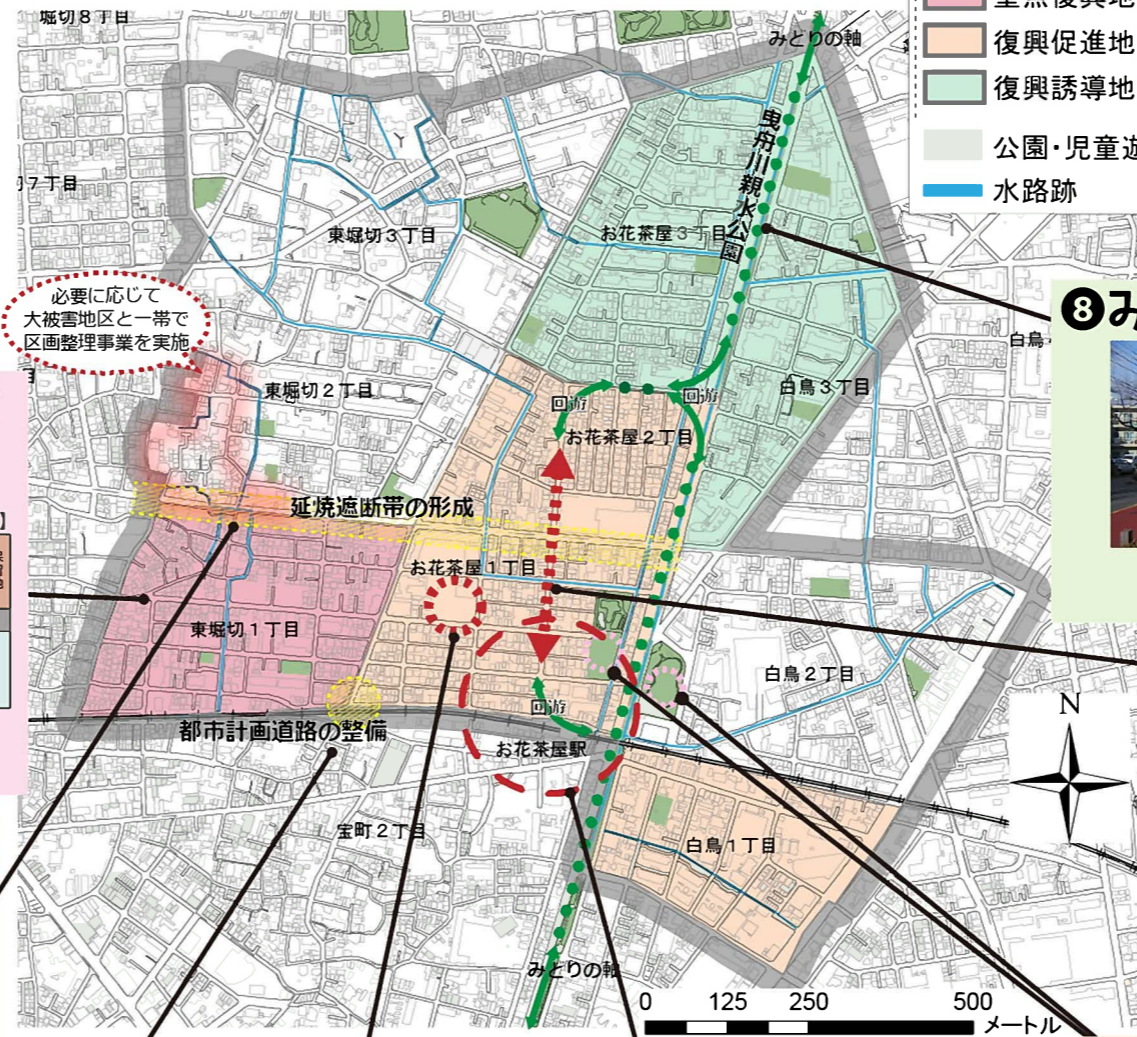 堀切8丁目
みとりの軸
復興促進地
復興誘導地
公園・児童遊
水路跡
7丁目
東堀切3丁目
お花茶屋3丁目
曳舟川親水公園
必要に応じて
大被害地区と一帯で
区画整理事業を実施
❽み
白鳥
東堀切2丁目
回遊
回遊
白鳥3丁目
お花茶屋2丁目
延焼遮断帯の形成
お花茶屋1丁目
東堀切1丁目
白鳥2丁目
回遊
N
都市計画道路の整備
お花茶屋駅
宝町2丁目
白鳥1丁目
みとりの軸
0 125 250 500
メートル